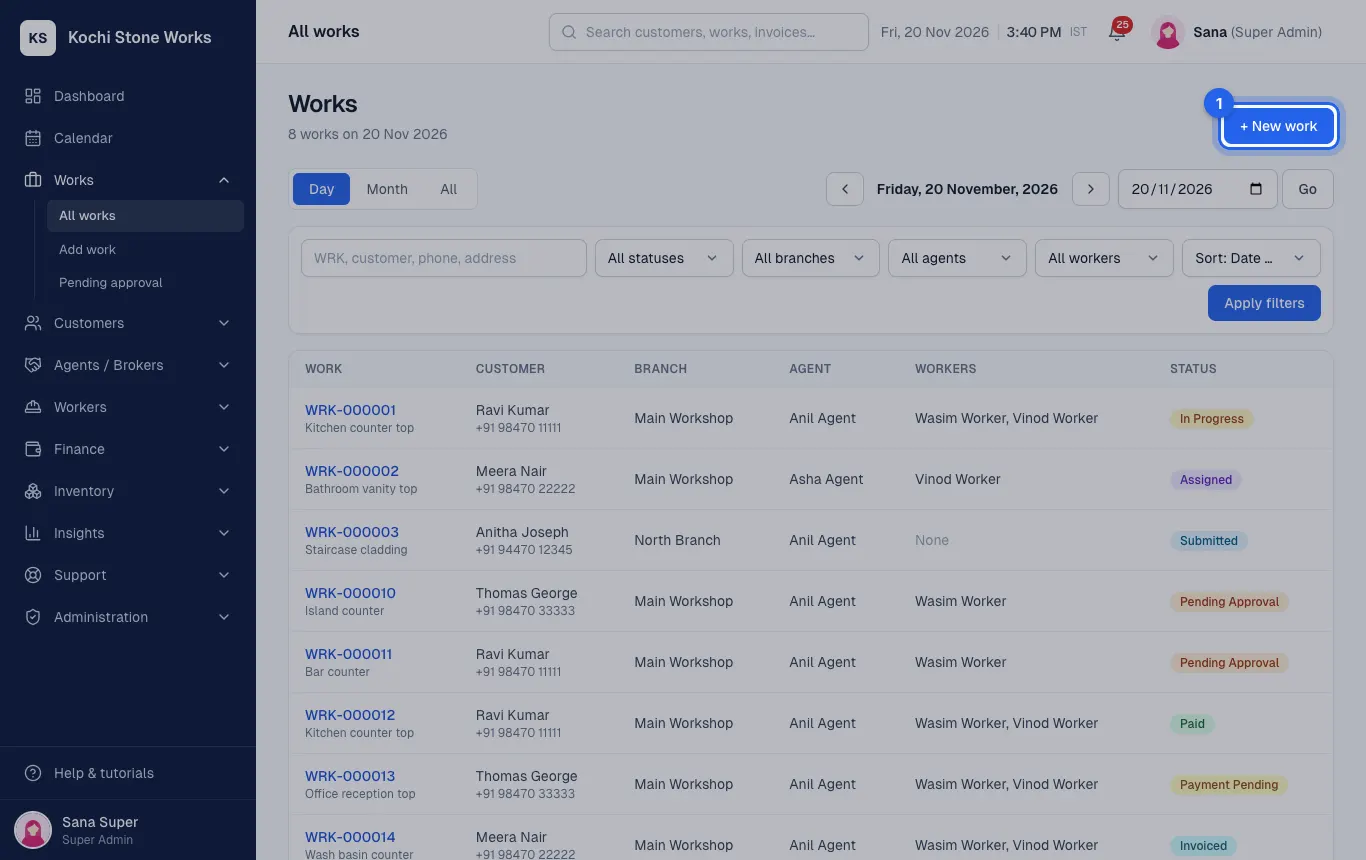 KS
Kochi Stone Works
Dashboard
Calendar
Works
All works
Add work
Pending approval
Customers
Agents / Brokers
Workers
Finance
Inventory
Insights
Support
Administration
Help & tutorials
Sana Super
Super Admin
All works
Search customers, works, invoices...
Fri, 20 Nov 2026
3:40 PM IST
25
Sana (Super Admin)
Works
8 works on 20 Nov 2026
1
+ New work
Day Month All
Friday, 20 November, 2026
20/11/2026
Go
WRK, customer, phone, address
All statuses
All branches
All agents
All workers
Sort: Date ...
Apply filters
WORK CUSTOMER BRANCH AGENT WORKERS STATUS
WRK-000001 Ravi Kumar Main Workshop Anil Agent Wasim Worker, Vinod Worker In Progress
Kitchen counter top +91 98470 11111
WRK-000002 Meera Nair Main Workshop Asha Agent Vinod Worker Assigned
Bathroom vanity top +91 98470 22222
WRK-000003 Anitha Joseph North Branch Anil Agent None Submitted
Staircase cladding +91 94470 12345
WRK-000010 Thomas George Main Workshop Anil Agent Wasim Worker Pending Approval
Island counter +91 98470 33333
WRK-000011 Ravi Kumar Main Workshop Anil Agent Wasim Worker Pending Approval
Bar counter +91 98470 11111
WRK-000012 Ravi Kumar Main Workshop Anil Agent Wasim Worker, Vinod Worker Paid
Kitchen counter top +91 98470 11111
WRK-000013 Thomas George Main Workshop Anil Agent Wasim Worker, Vinod Worker Payment Pending
Office reception top +91 98470 33333
WRK-000014 Meera Nair Main Workshop Anil Agent Wasim Worker, Vinod Worker Invoiced
Wash basin counter +91 98470 22222